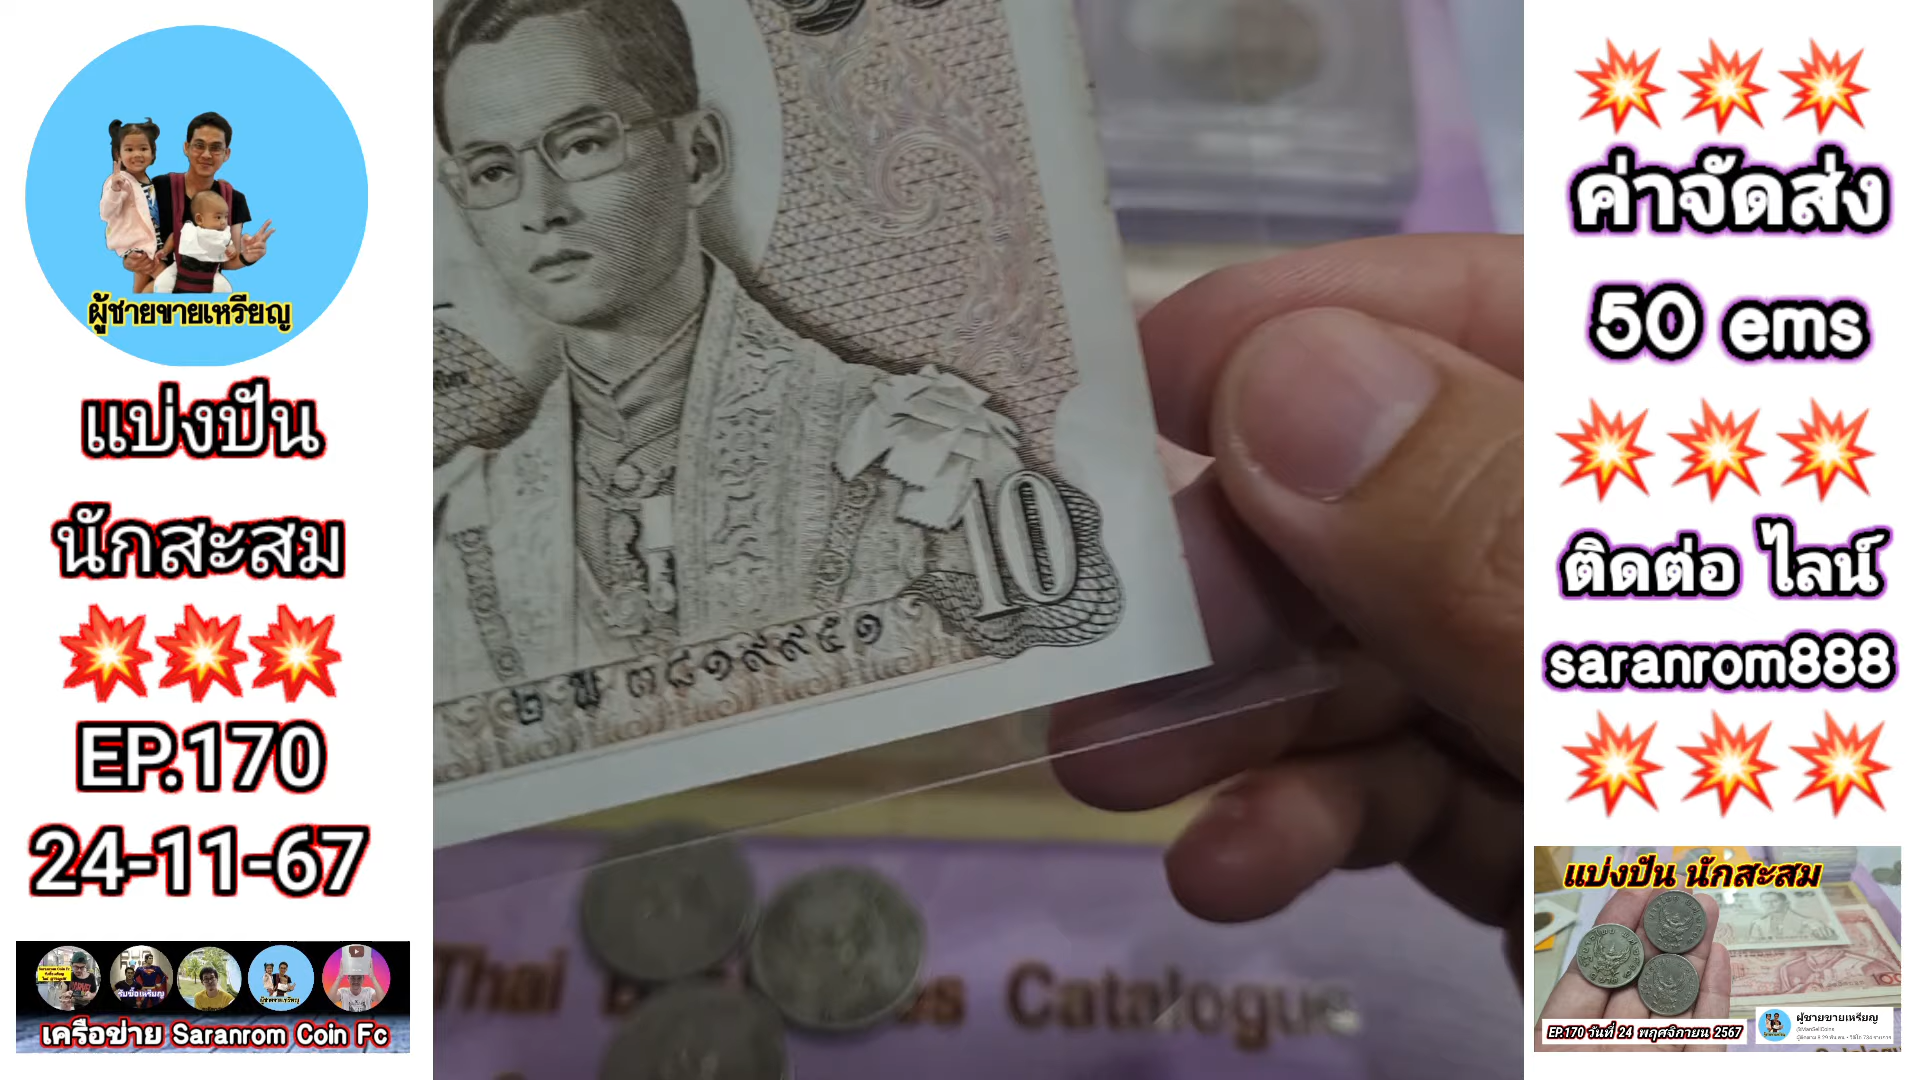 ผู้ชายขายเหรียญ
แบ่งปัน
นักสะสม
EP.170
24-11-67
เครือข่าย Saranrom Coin Fc
10
๒ พ ๓๘๑๙๙๕๑
Thai
Catalogue
ค่าจัดส่ง
50 ems
ติดต่อ ไลน์
saranrom888
แบ่งปัน นักสะสม
EP.170 วันที่ 24 พฤศจิกายน 2567
ผู้ชายขายเหรียญ